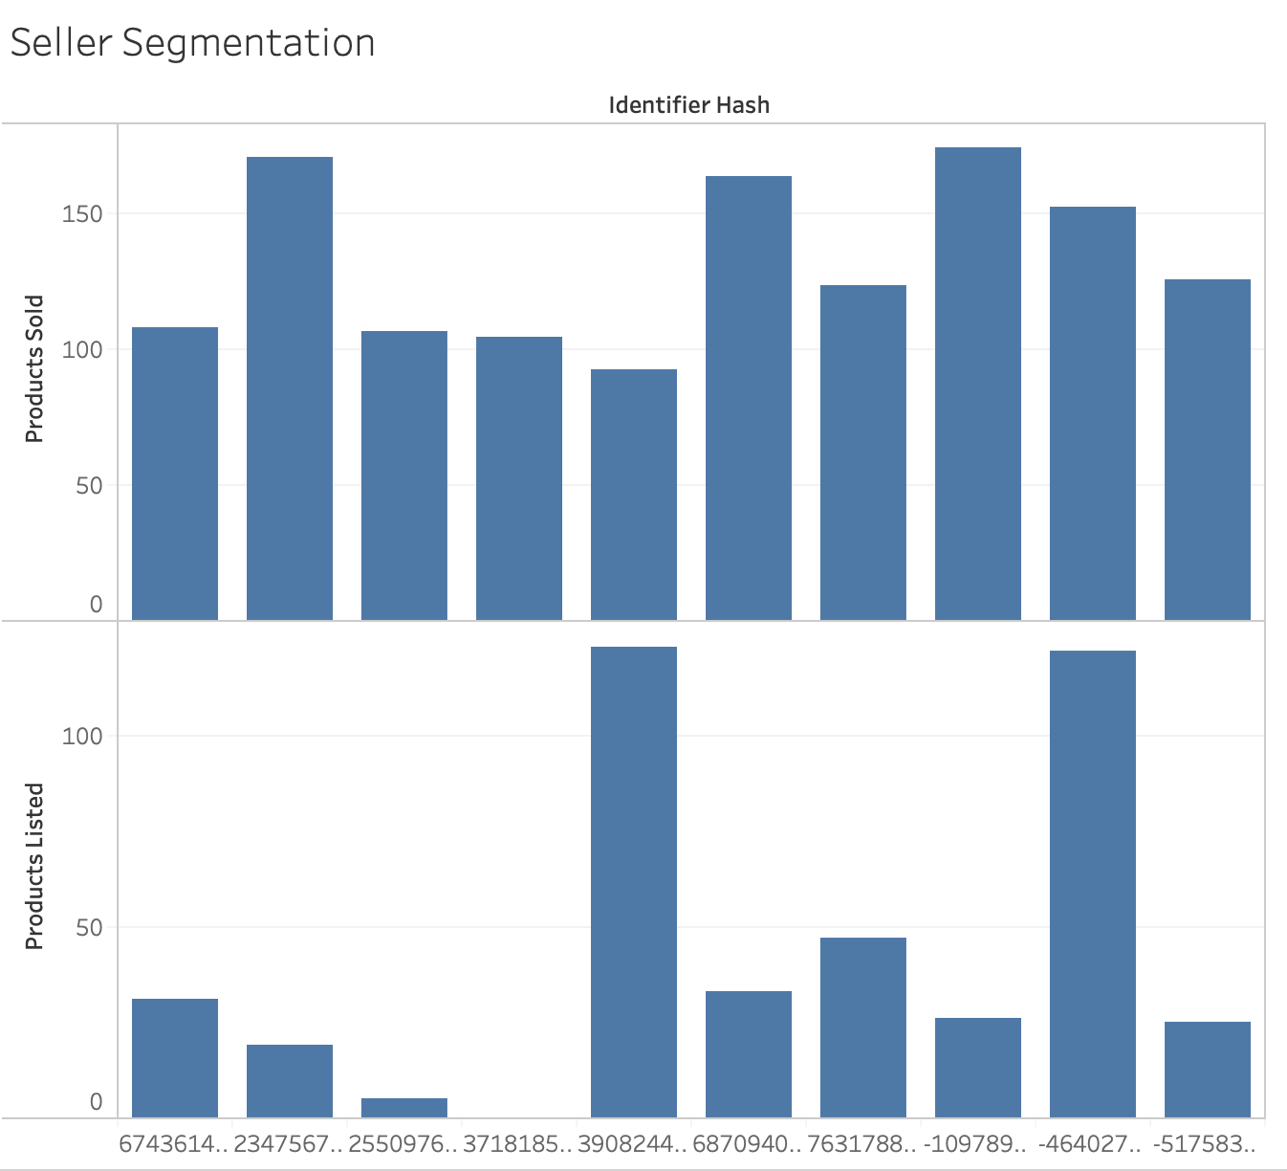 Seller Segmentation
Identifier Hash
Products Sold
150
100
50
0
Products Listed
100
50
0
6743614.. 2347567.. 2550976.. 3718185.. 3908244.. 6870940.. 7631788.. -109789.. -464027.. -517583..